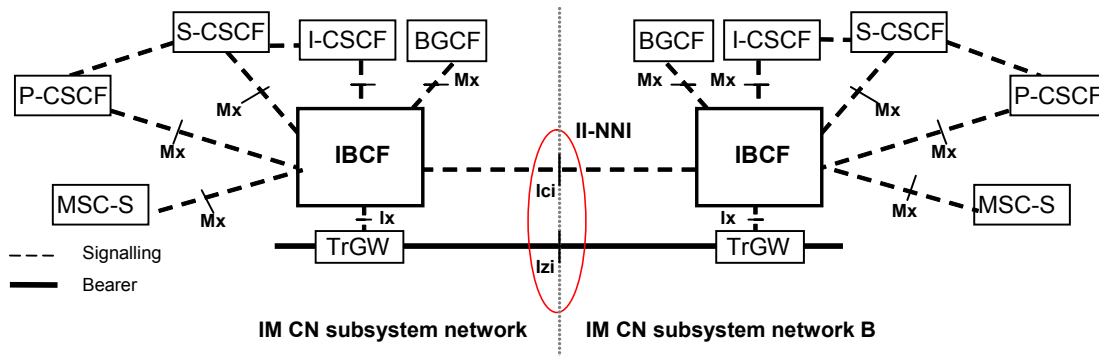 S-CSCF
I-CSCF
BGCF
P-CSCF
Mx
Mx
Mx
IBCF
MSC-S
Mx
Ix
TrGW
Signalling
Bearer
II-NNI
Ici
Izi
BGCF
I-CSCF
S-CSCF
P-CSCF
Mx
Mx
Mx
Mx
IBCF
MSC-S
Mx
Ix
TrGW
IM CN subsystem network
IM CN subsystem network B